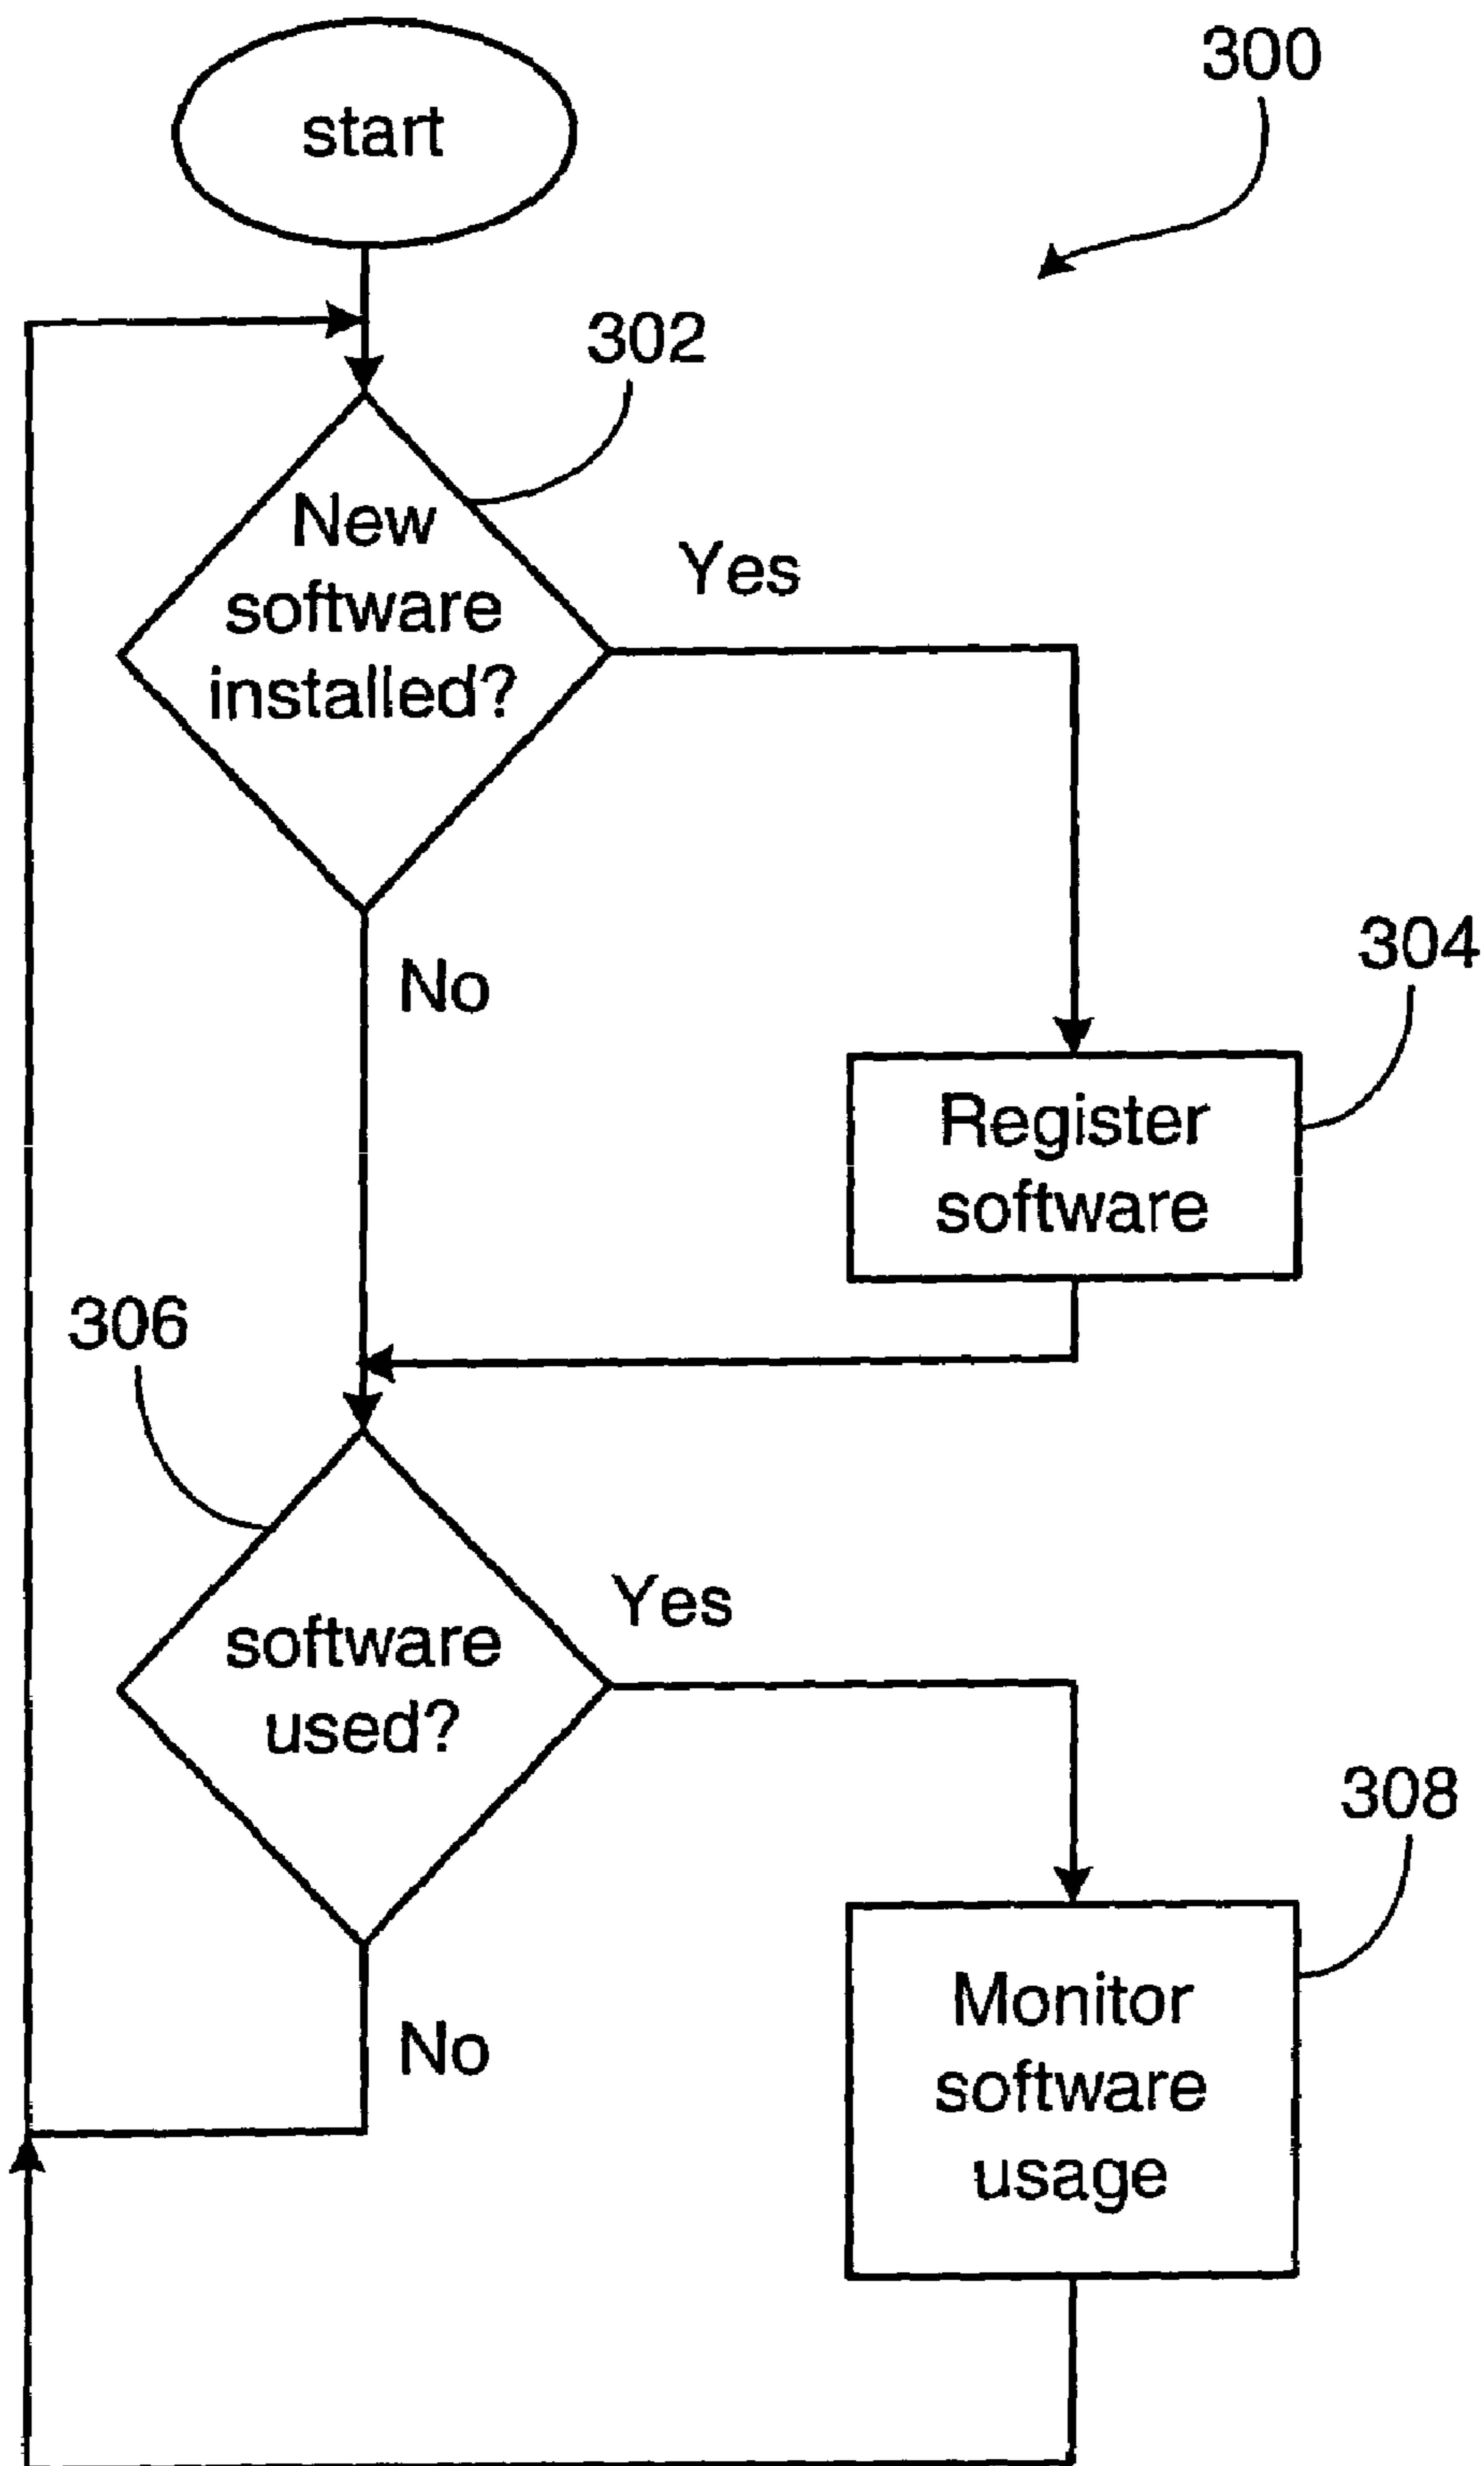 start
300
302
New
software
installed?
Yes
No
304
Register
software
306
software
used?
Yes
No
308
Monitor
software
usage